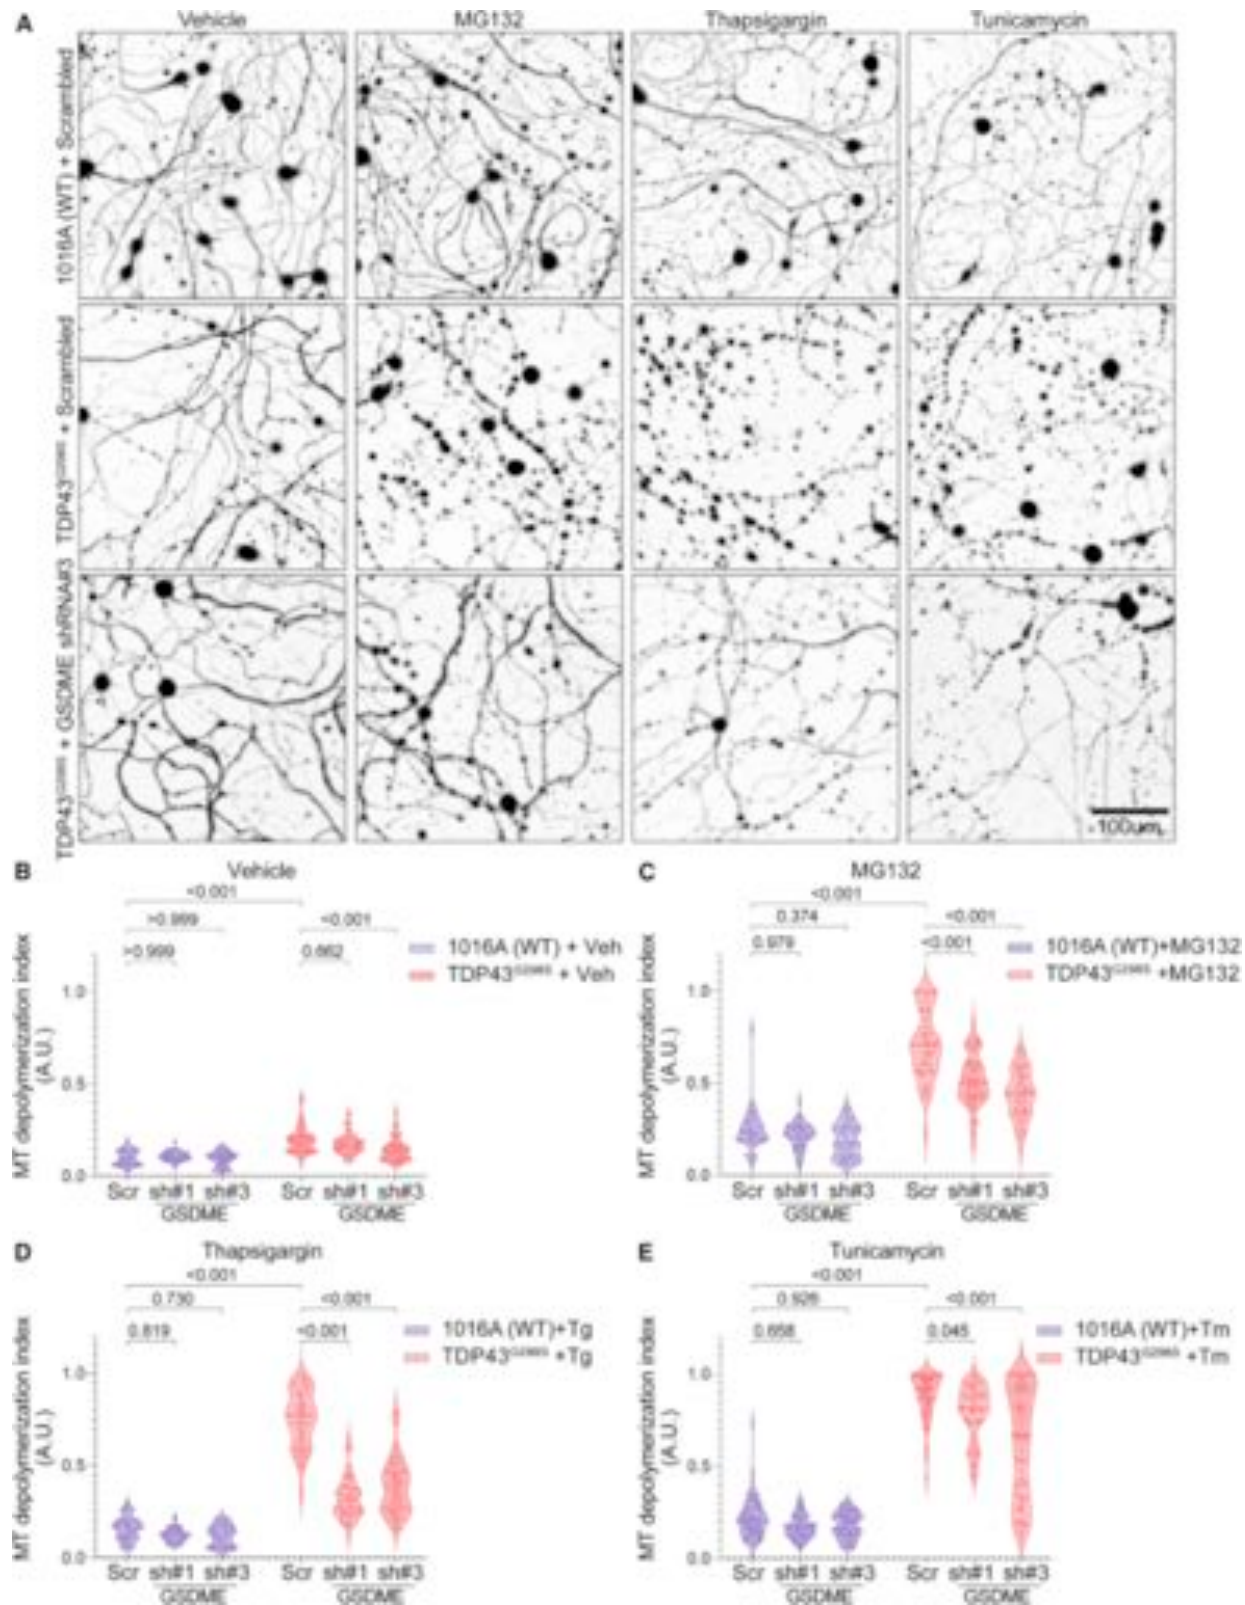 A
Vehicle MG132 Thapsigargin Tunicamycin
1016A (WT) + Scrambled
TDP43 + Scrambled
TDP43 + GSDME shRNA#3
100um
B Vehicle
<0.001
>0.999 <0.001
>0.999 0.662
1016A (WT) + Veh
TDP43ᴳ²⁹⁸ˢ + Veh
MT depolymerization index
(A.U.)
1.0
0.5
0.0
Scr sh#1 sh#3 Scr sh#1 sh#3
GSDME GSDME
C MG132
<0.001
0.374 <0.001
0.979 <0.001
1016A (WT)+MG132
TDP43ᴳ²⁹⁸ˢ +MG132
MT depolymerization index
(A.U.)
1.0
0.5
0.0
Scr sh#1 sh#3 Scr sh#1 sh#3
GSDME GSDME
D Thapsigargin
<0.001
0.730 <0.001
0.819 <0.001
1016A (WT)+Tg
TDP43ᴳ²⁹⁸ˢ +Tg
MT depolymerization index
(A.U.)
1.0
0.5
0.0
Scr sh#1 sh#3 Scr sh#1 sh#3
GSDME GSDME
E Tunicamycin
<0.001
0.926 <0.001
0.658 0.045
1016A (WT)+Tm
TDP43ᴳ²⁹⁸ˢ +Tm
MT depolymerization index
(A.U.)
1.0
0.5
0.0
Scr sh#1 sh#3 Scr sh#1 sh#3
GSDME GSDME